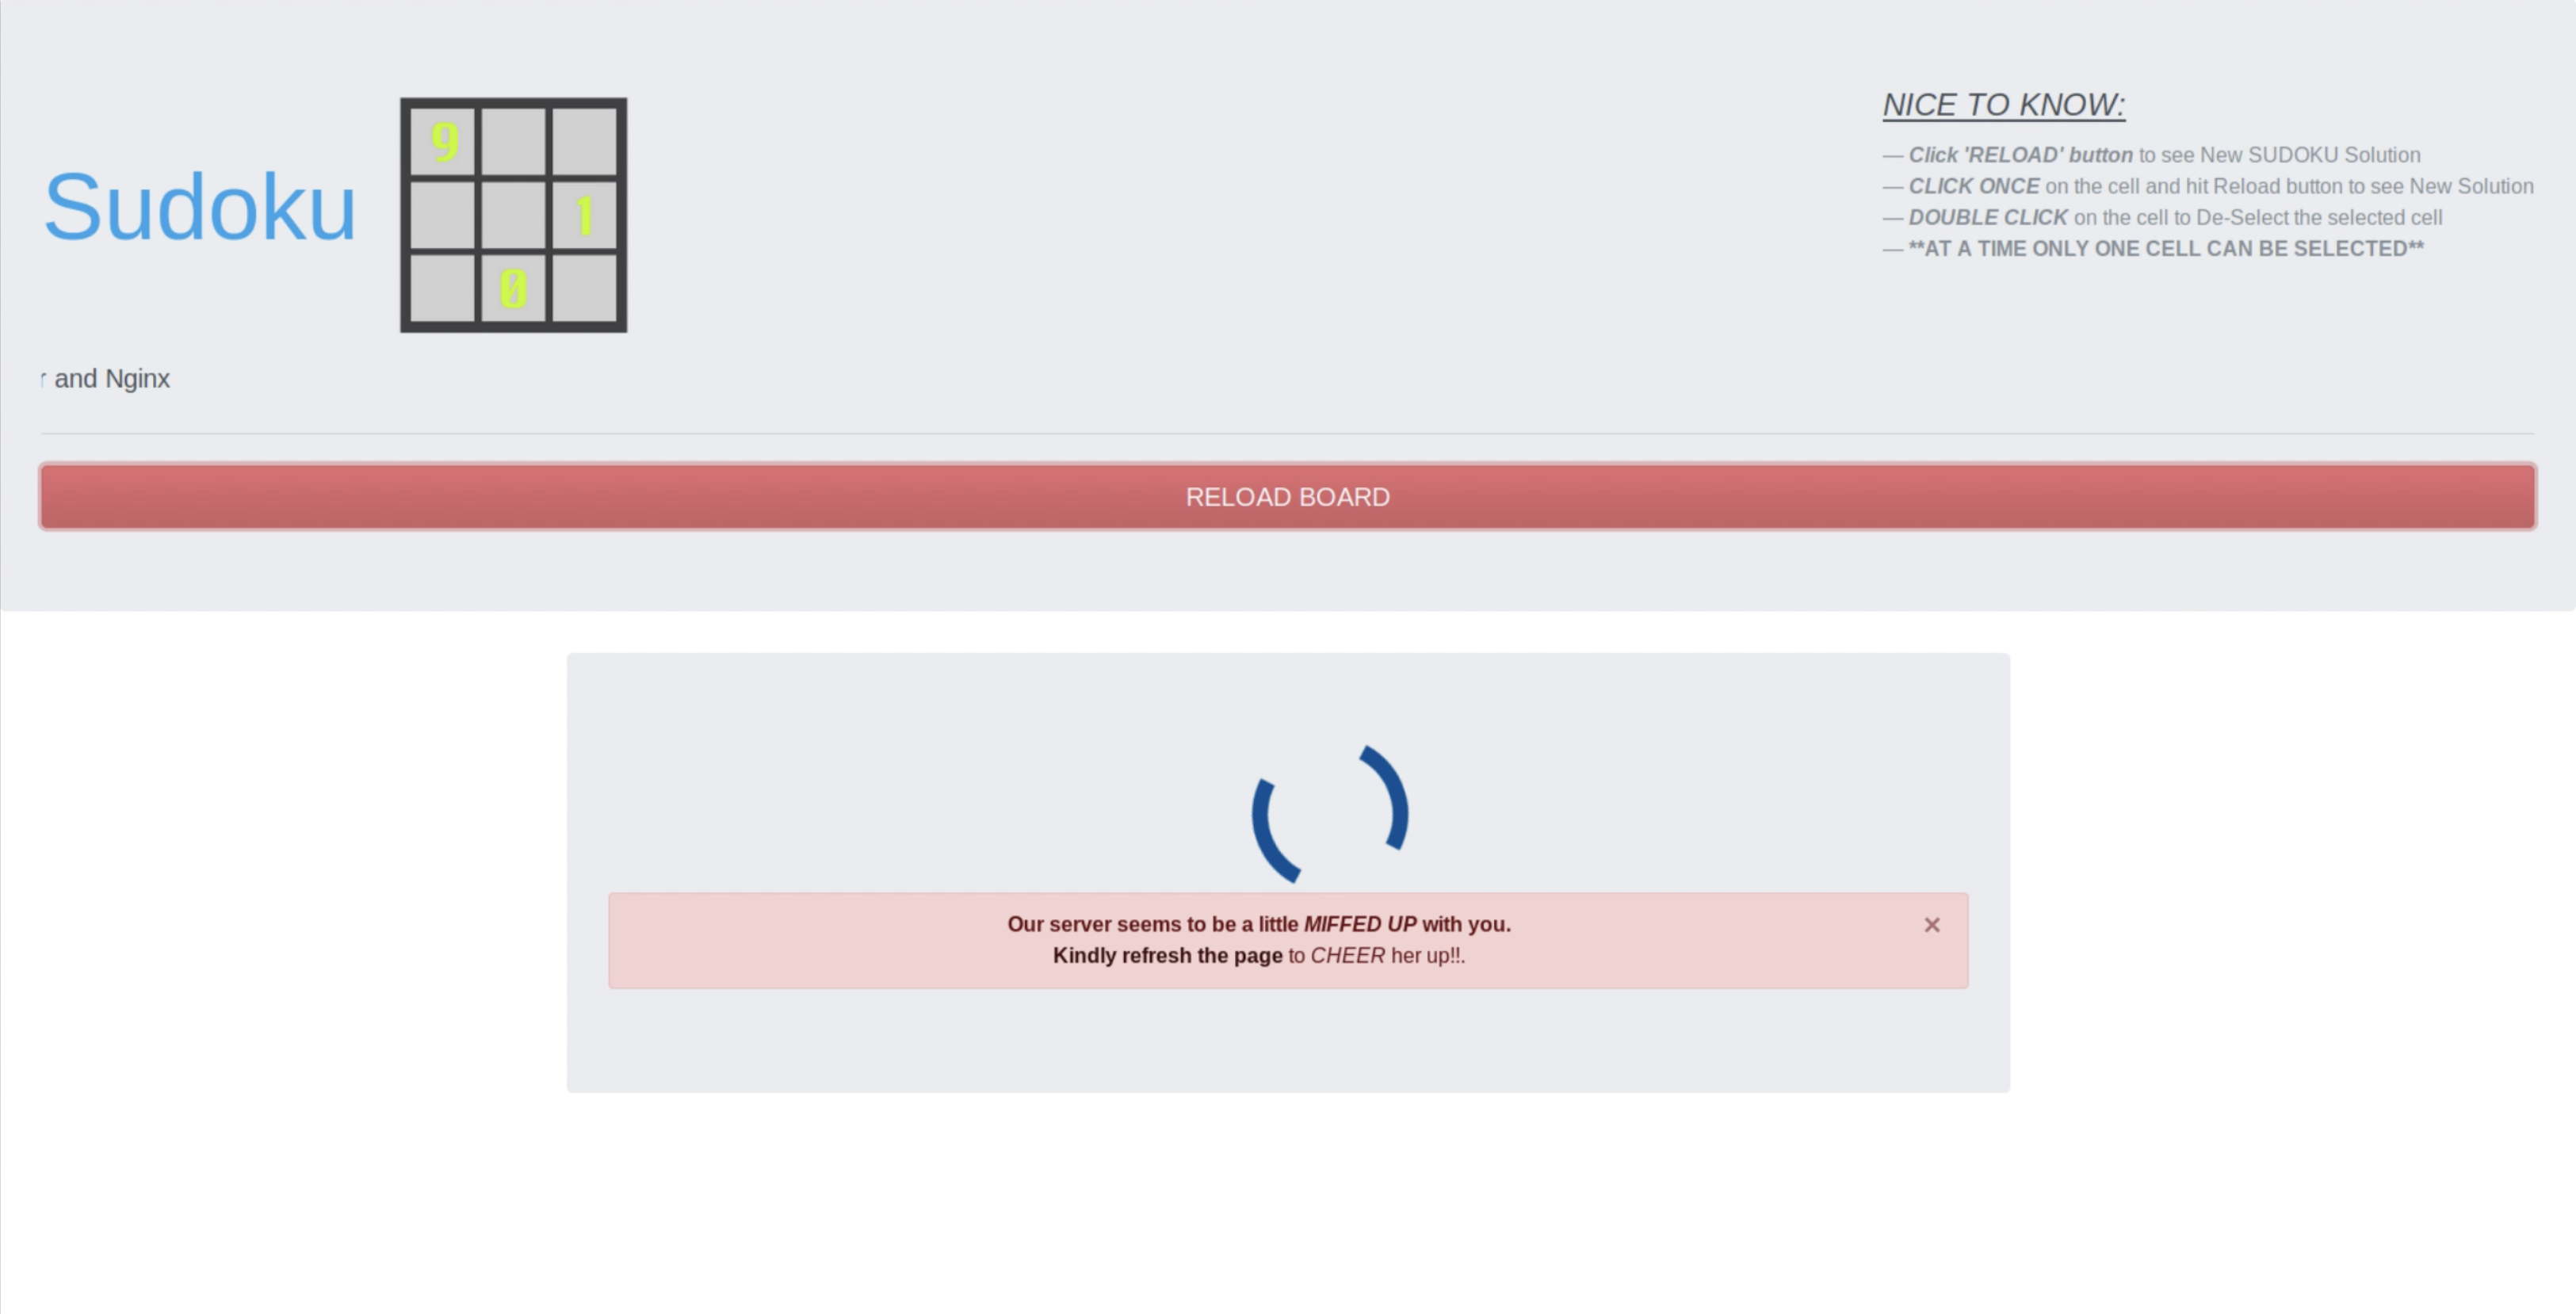 Sudoku
9
1
0
NICE TO KNOW:
— Click 'RELOAD' button to see New SUDOKU Solution
— CLICK ONCE on the cell and hit Reload button to see New Solution
— DOUBLE CLICK on the cell to De-Select the selected cell
— **AT A TIME ONLY ONE CELL CAN BE SELECTED**
and Nginx
RELOAD BOARD
Our server seems to be a little MIFFED UP with you.
×
Kindly refresh the page to CHEER her up!!.